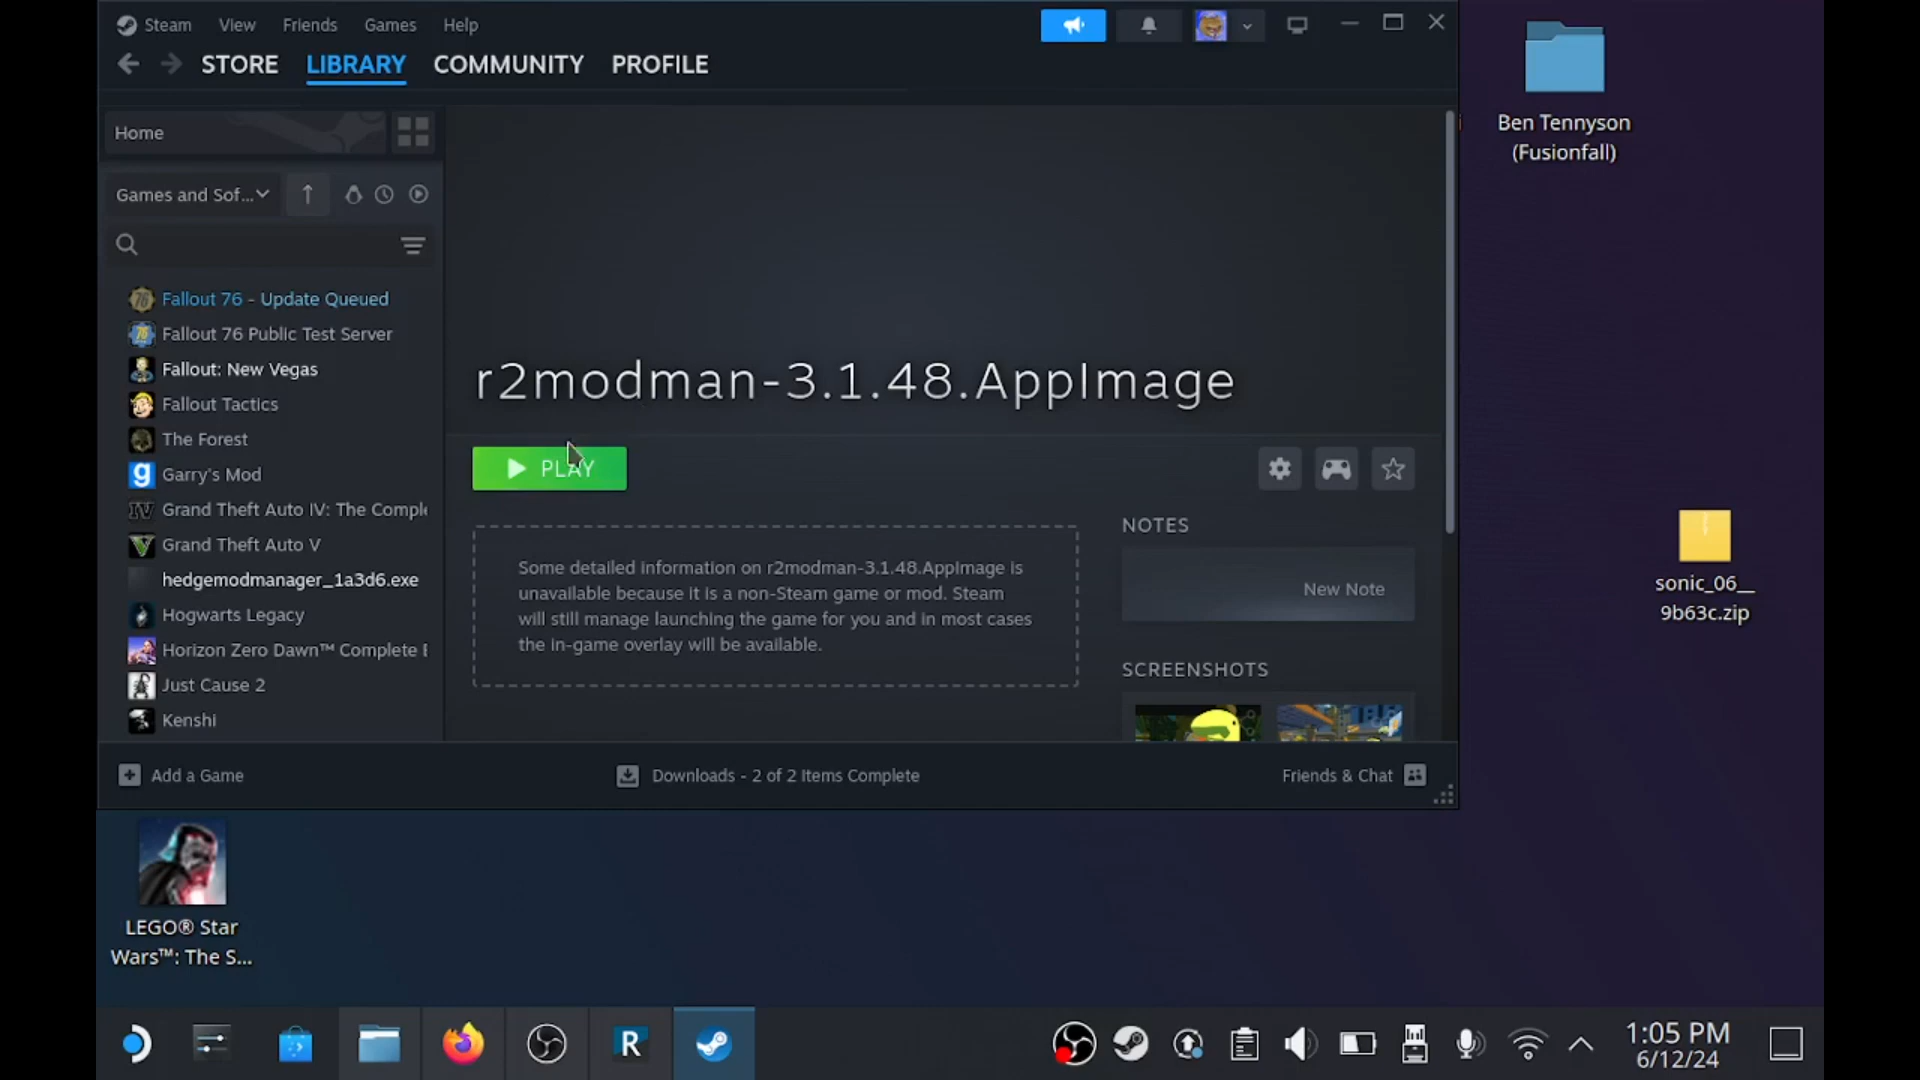 Steam View Friends Games Help
STORE LIBRARY COMMUNITY PROFILE
Home
Games and Sof...
Fallout 76 - Update Queued
Fallout 76 Public Test Server
Fallout: New Vegas
Fallout Tactics
The Forest
Garry's Mod
Grand Theft Auto IV: The Comple
Grand Theft Auto V
hedgemodmanager_1a3d6.exe
Hogwarts Legacy
Horizon Zero Dawn™ Complete E
Just Cause 2
Kenshi
r2modman-3.1.48.AppImage
PLAY
Some detailed information on r2modman-3.1.48.AppImage is
unavailable because it is a non-Steam game or mod. Steam
will still manage launching the game for you and in most cases
the in-game overlay will be available.
NOTES
New Note
SCREENSHOTS
Add a Game
Downloads - 2 of 2 Items Complete
Friends & Chat
Ben Tennyson
(Fusionfall)
sonic_06__
9b63c.zip
LEGO® Star
Wars™: The S...
R
1:05 PM
6/12/24